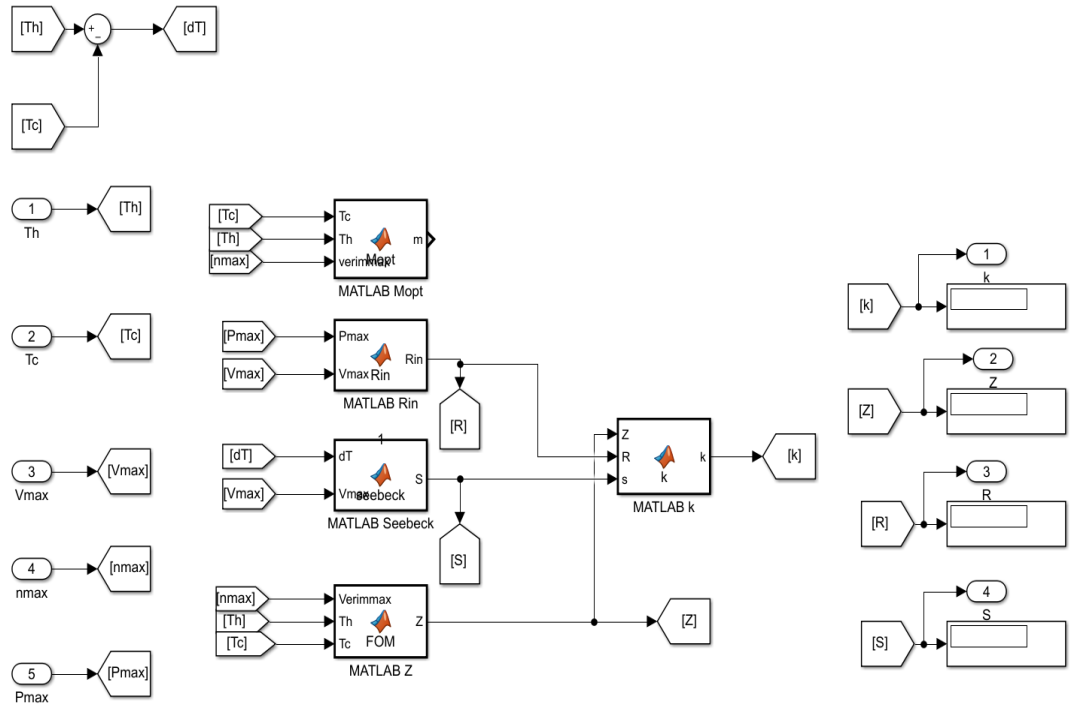 [Th]
+
−
[dT]
[Tc]
1
Th
[Th]
2
Tc
[Tc]
3
Vmax
[Vmax]
4
nmax
[nmax]
5
Pmax
[Pmax]
[Tc]
[Th]
[nmax]
Tc
Th
verimmax
Mopt
m
MATLAB Mopt
[Pmax]
[Vmax]
Pmax
Vmax
Rin
Rin
MATLAB Rin
[R]
1
[dT]
[Vmax]
dT
Vmax
seebeck
S
MATLAB Seebeck
[S]
[nmax]
[Th]
[Tc]
Verimmax
Th
Tc
FOM
Z
MATLAB Z
[Z]
Z
R
s
k
k
MATLAB k
[k]
[k]
1
k
[Z]
2
Z
[R]
3
R
[S]
4
S